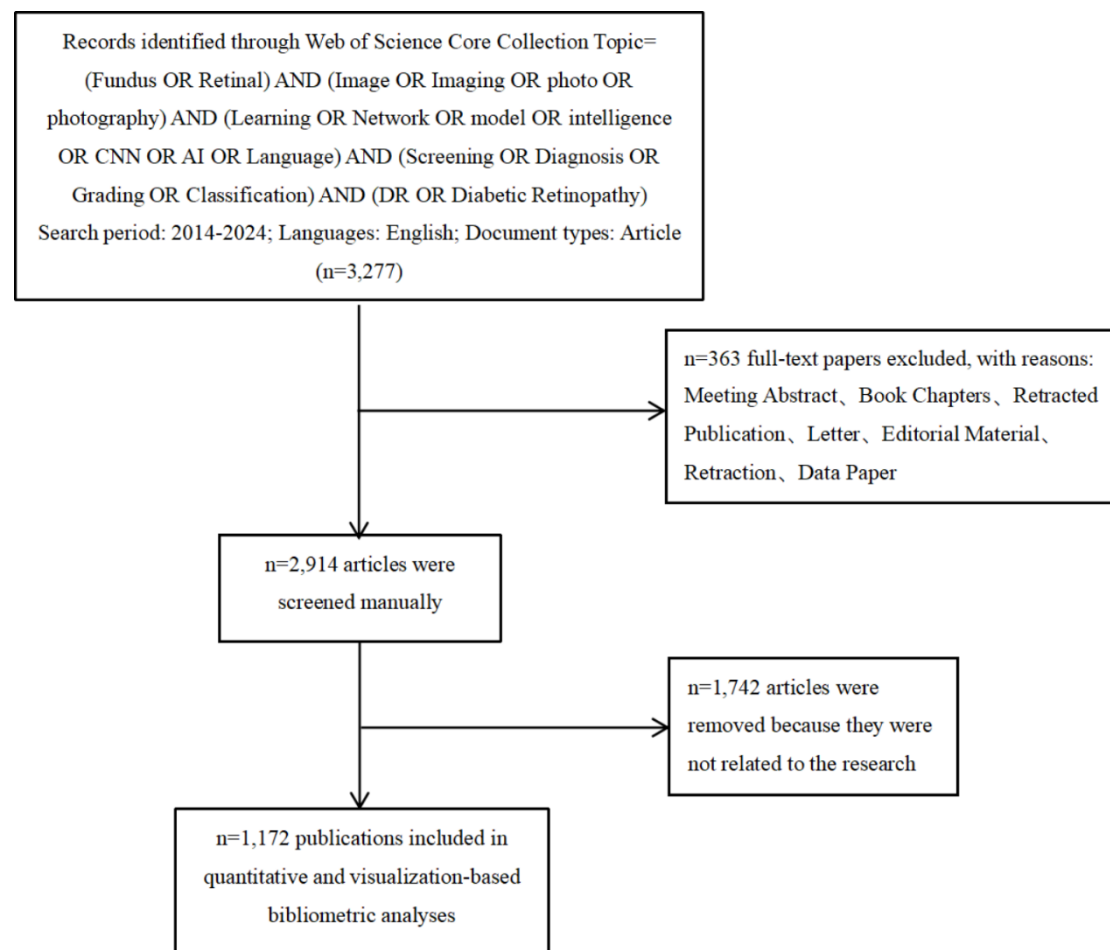 Records identified through Web of Science Core Collection Topic=
(Fundus OR Retinal) AND (Image OR Imaging OR photo OR
photography) AND (Learning OR Network OR model OR intelligence
OR CNN OR AI OR Language) AND (Screening OR Diagnosis OR
Grading OR Classification) AND (DR OR Diabetic Retinopathy)
Search period: 2014-2024; Languages: English; Document types: Article
(n=3,277)
n=363 full-text papers excluded, with reasons:
Meeting Abstract、Book Chapters、Retracted
Publication、Letter、Editorial Material、
Retraction、Data Paper
n=2,914 articles were
screened manually
n=1,742 articles were
removed because they were
not related to the research
n=1,172 publications included in
quantitative and visualization-based
bibliometric analyses